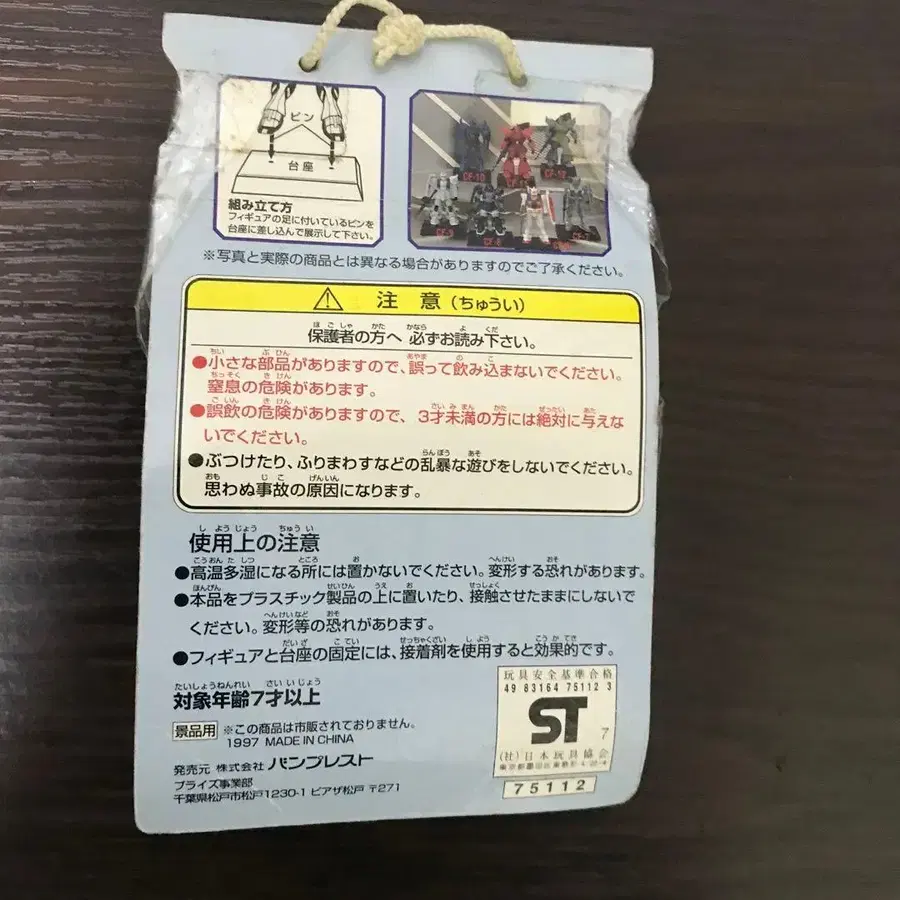 ピン
台座
組み立て方
フィギュアの足に付いているピンを
台座に差し込んで展示して下さい。
CF-10
CF-11
CF-12
※写真と実際の商品とは異なる場合がありますのでご了承ください。
注意(ちゅうい)
保護者の方へ 必ずお読み下さい。
●小さな部品がありますので、誤って飲み込まないでください。
窒息の危険があります。
●誤飲の危険がありますので、3才未満の方には絶対に与えな
いでください。
●ぶつけたり、ふりまわすなどの乱暴な遊びをしないでください。
思わぬ事故の原因になります。
使用上の注意
●高温多湿になる所には置かないでください。変形する恐れがあります。
●本品をプラスチック製品の上に置いたり、接触させたままにしないで
ください。変形等の恐れがあります。
●フィギュアと台座の固定には、接着剤を使用すると効果的です。
対象年齢7才以上
景品用 ※この商品は市販されておりません。
1997 MADE IN CHINA
発売元 株式会社 バンプレスト
プライズ事業部
千葉県松戸市松戸1230-1 ピアザ松戸 〒271
玩具安全基準合格
49 83164 75112 3
ST
7
(社)日本玩具協会
東京都墨田区東駒形4-22-4
75112